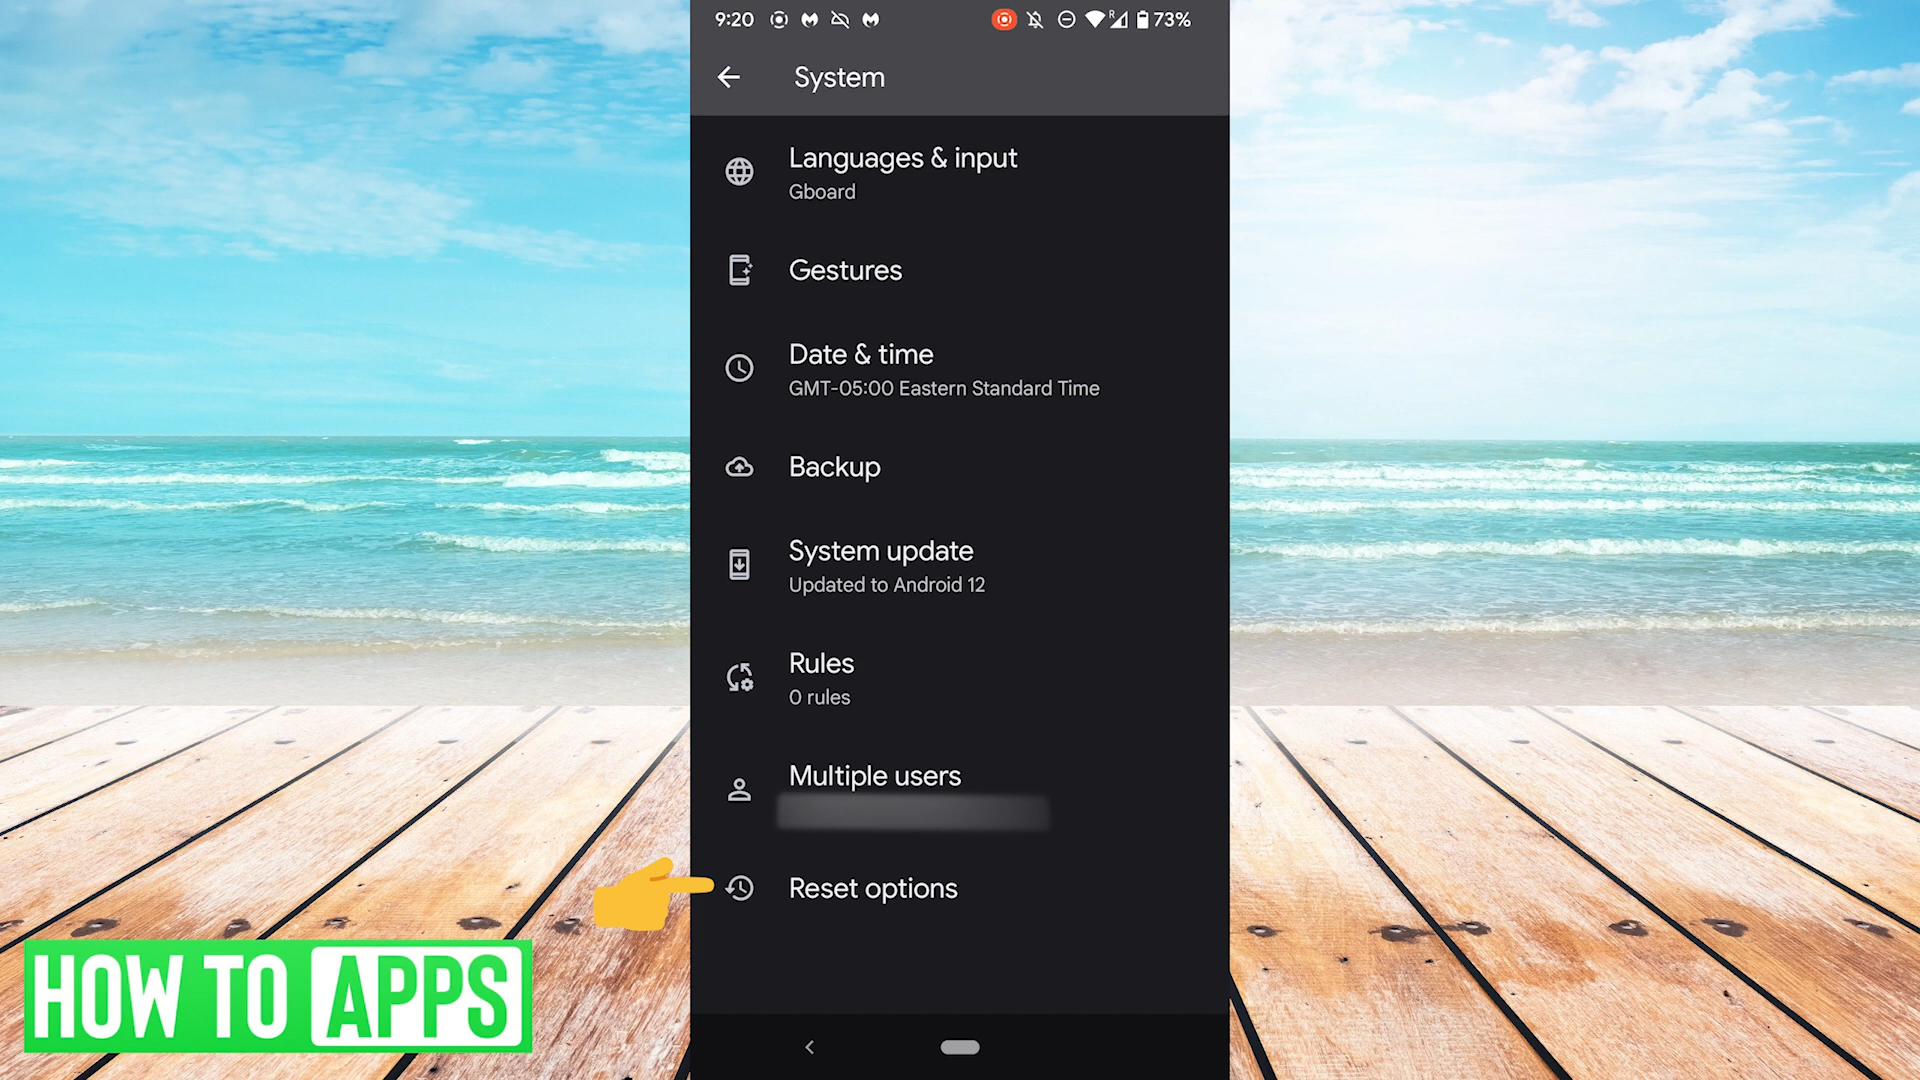 9:20
R
73%
System
Languages & input
Gboard
Gestures
Date & time
GMT-05:00 Eastern Standard Time
Backup
System update
Updated to Android 12
Rules
0 rules
Multiple users
Reset options
HOW TO APPS